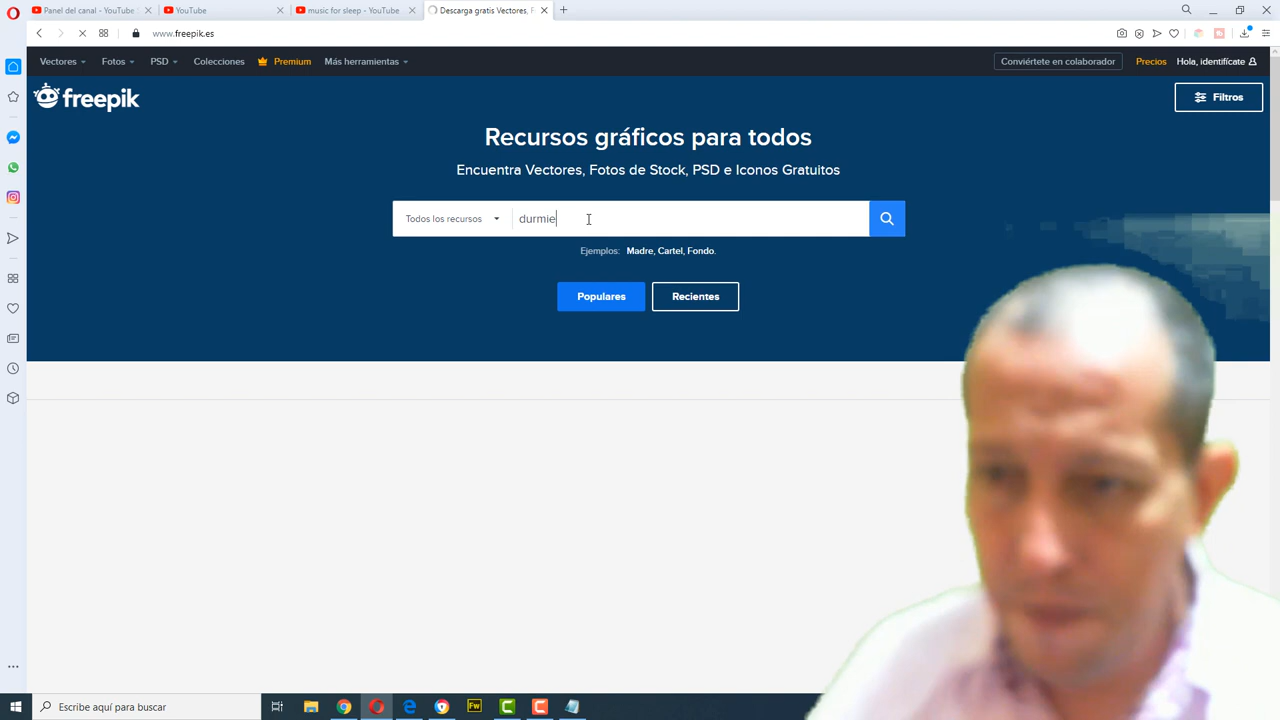 Panel del canal - YouTube
YouTube
music for sleep - YouTube
Descarga gratis Vectores, F
www.freepik.es
Vectores
Fotos
PSD
Colecciones
Premium
Más herramientas
Conviértete en colaborador
Precios
Hola, identifícate
freepik
Filtros
Recursos gráficos para todos
Encuentra Vectores, Fotos de Stock, PSD e Iconos Gratuitos
Todos los recursos
durmie
Ejemplos: Madre, Cartel, Fondo.
Populares
Recientes
Escribe aquí para buscar
Fw